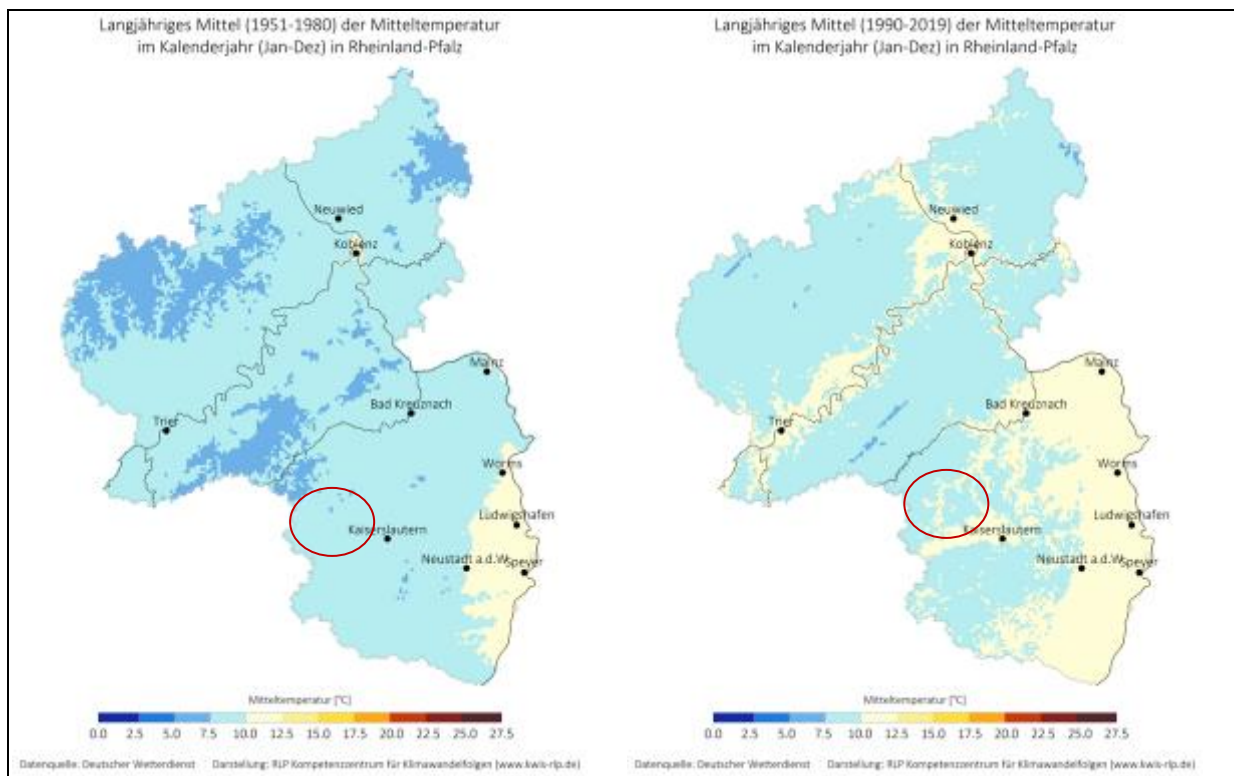 Langjähriges Mittel (1951-1980) der Mitteltemperatur
im Kalenderjahr (Jan-Dez) in Rheinland-Pfalz
Neuwied
Koblenz
Mainz
Bad Kreuznach
Trier
Worms
Ludwigshafen
Kaiserslautern
Neustadt a.d.W.
Speyer
Mitteltemperatur [°C]
0.0 2.5 5.0 7.5 10.0 12.5 15.0 17.5 20.0 22.5 25.0 27.5
Datenquelle: Deutscher Wetterdienst Darstellung: RLP Kompetenzzentrum für Klimawandelfolgen (www.kwis-rlp.de)
Langjähriges Mittel (1990-2019) der Mitteltemperatur
im Kalenderjahr (Jan-Dez) in Rheinland-Pfalz
Neuwied
Koblenz
Mainz
Bad Kreuznach
Trier
Worms
Ludwigshafen
Kaiserslautern
Neustadt a.d.W.
Speyer
Mitteltemperatur [°C]
0.0 2.5 5.0 7.5 10.0 12.5 15.0 17.5 20.0 22.5 25.0 27.5
Datenquelle: Deutscher Wetterdienst Darstellung: RLP Kompetenzzentrum für Klimawandelfolgen (www.kwis-rlp.de)